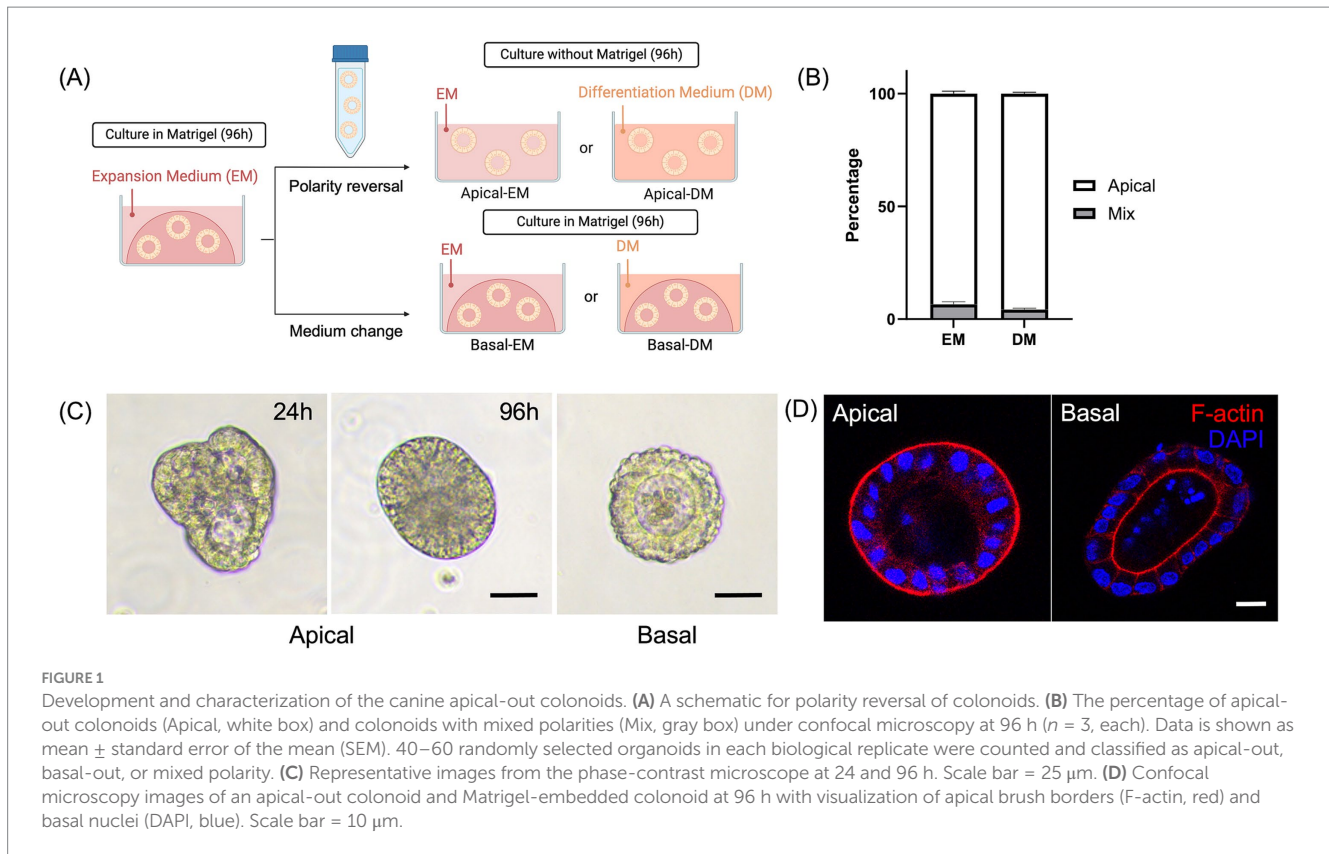 (A)
Culture in Matrigel (96h)
Expansion Medium (EM)
Polarity reversal
Medium change
Culture without Matrigel (96h)
EM
Differentiation Medium (DM)
or
Apical-EM
Apical-DM
Culture in Matrigel (96h)
EM
DM
or
Basal-EM
Basal-DM
(B)
Percentage
100
50
0
EM
DM
Apical
Mix
(C)
24h
96h
Apical
Basal
(D)
Apical
Basal
F-actin
DAPI
FIGURE 1
Development and characterization of the canine apical-out colonoids. (A) A schematic for polarity reversal of colonoids. (B) The percentage of apical-
out colonoids (Apical, white box) and colonoids with mixed polarities (Mix, gray box) under confocal microscopy at 96 h (n = 3, each). Data is shown as
mean ± standard error of the mean (SEM). 40–60 randomly selected organoids in each biological replicate were counted and classified as apical-out,
basal-out, or mixed polarity. (C) Representative images from the phase-contrast microscope at 24 and 96 h. Scale bar = 25 μm. (D) Confocal
microscopy images of an apical-out colonoid and Matrigel-embedded colonoid at 96 h with visualization of apical brush borders (F-actin, red) and
basal nuclei (DAPI, blue). Scale bar = 10 μm.